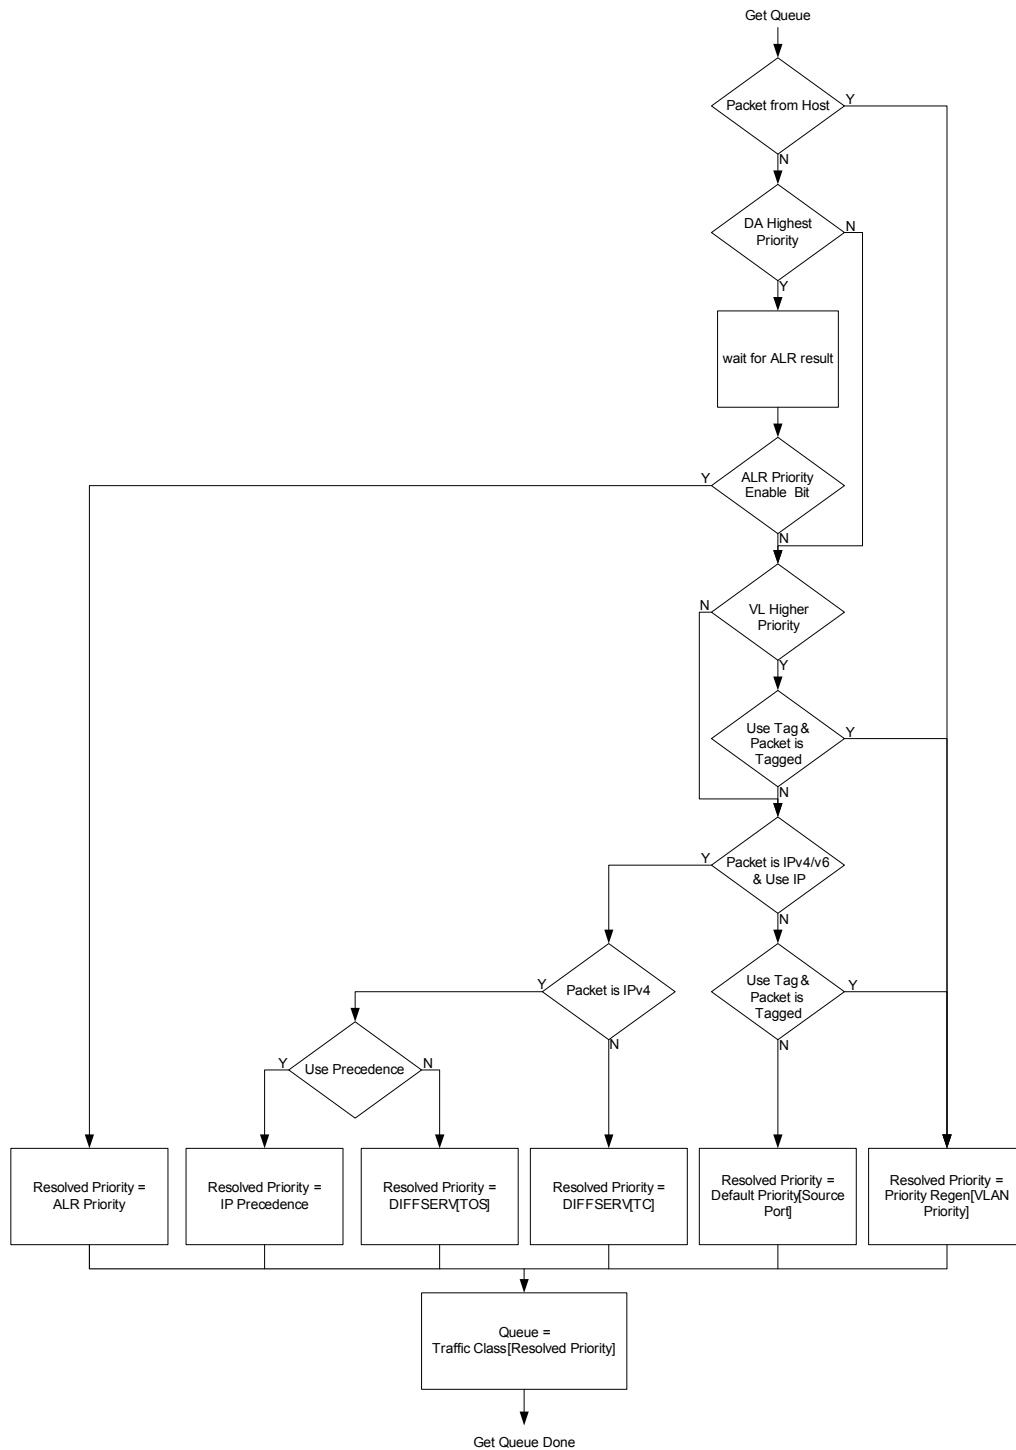 Get Queue
Packet from Host
Y
N
DA Highest
Priority
N
Y
wait for ALR result
Y
ALR Priority
Enable Bit
N
N
VL Higher
Priority
Y
Use Tag &
Packet is
Tagged
Y
N
Y
Packet is IPv4/v6
& Use IP
N
Y
Packet is IPv4
N
Use Tag &
Packet is
Tagged
Y
N
Y
Use Precedence
N
Resolved Priority =
ALR Priority
Resolved Priority =
IP Precedence
Resolved Priority =
DIFFSERV[TOS]
Resolved Priority =
DIFFSERV[TC]
Resolved Priority =
Default Priority[Source
Port]
Resolved Priority =
Priority Regen[VLAN
Priority]
Queue =
Traffic Class[Resolved Priority]
Get Queue Done